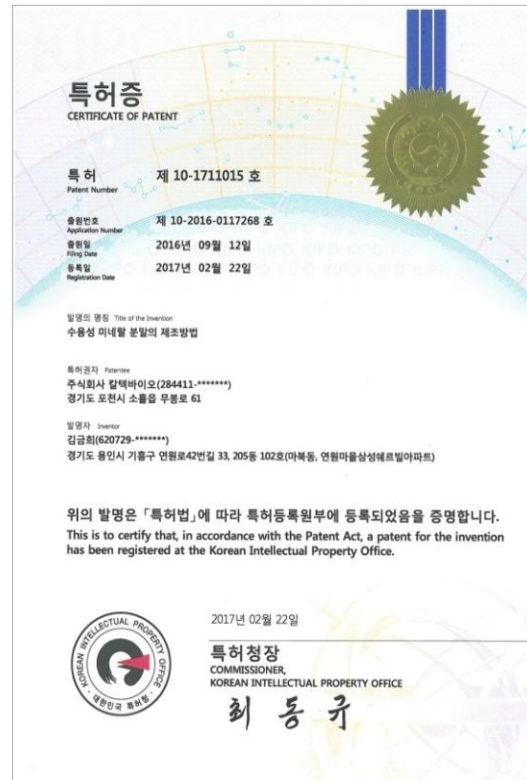 특허증
CERTIFICATE OF PATENT
특 허 제 10-1711015 호
Patent Number
출원번호 제 10-2016-0117268 호
Application Number
출원일 2016년 09월 12일
Filing Date
등록일 2017년 02월 22일
Registration Date
발명의 명칭 Title of the Invention
수용성 미네랄 분말의 제조방법
특허권자 Patentee
주식회사 칼텍바이오(284411-*******)
경기도 포천시 소흘읍 무봉로 61
발명자 Inventor
김금희(620729-*******)
경기도 용인시 기흥구 연원로42번길 33, 205동 102호(마북동, 연원마을삼성쉐르빌아파트)
위의 발명은 「특허법」에 따라 특허등록원부에 등록되었음을 증명합니다.
This is to certify that, in accordance with the Patent Act, a patent for the invention
has been registered at the Korean Intellectual Property Office.
2017년 02월 22일
특허청장
COMMISSIONER,
KOREAN INTELLECTUAL PROPERTY OFFICE
최 동 규
KOREAN INTELLECTUAL PROPERTY OFFICE
대한민국 특허청